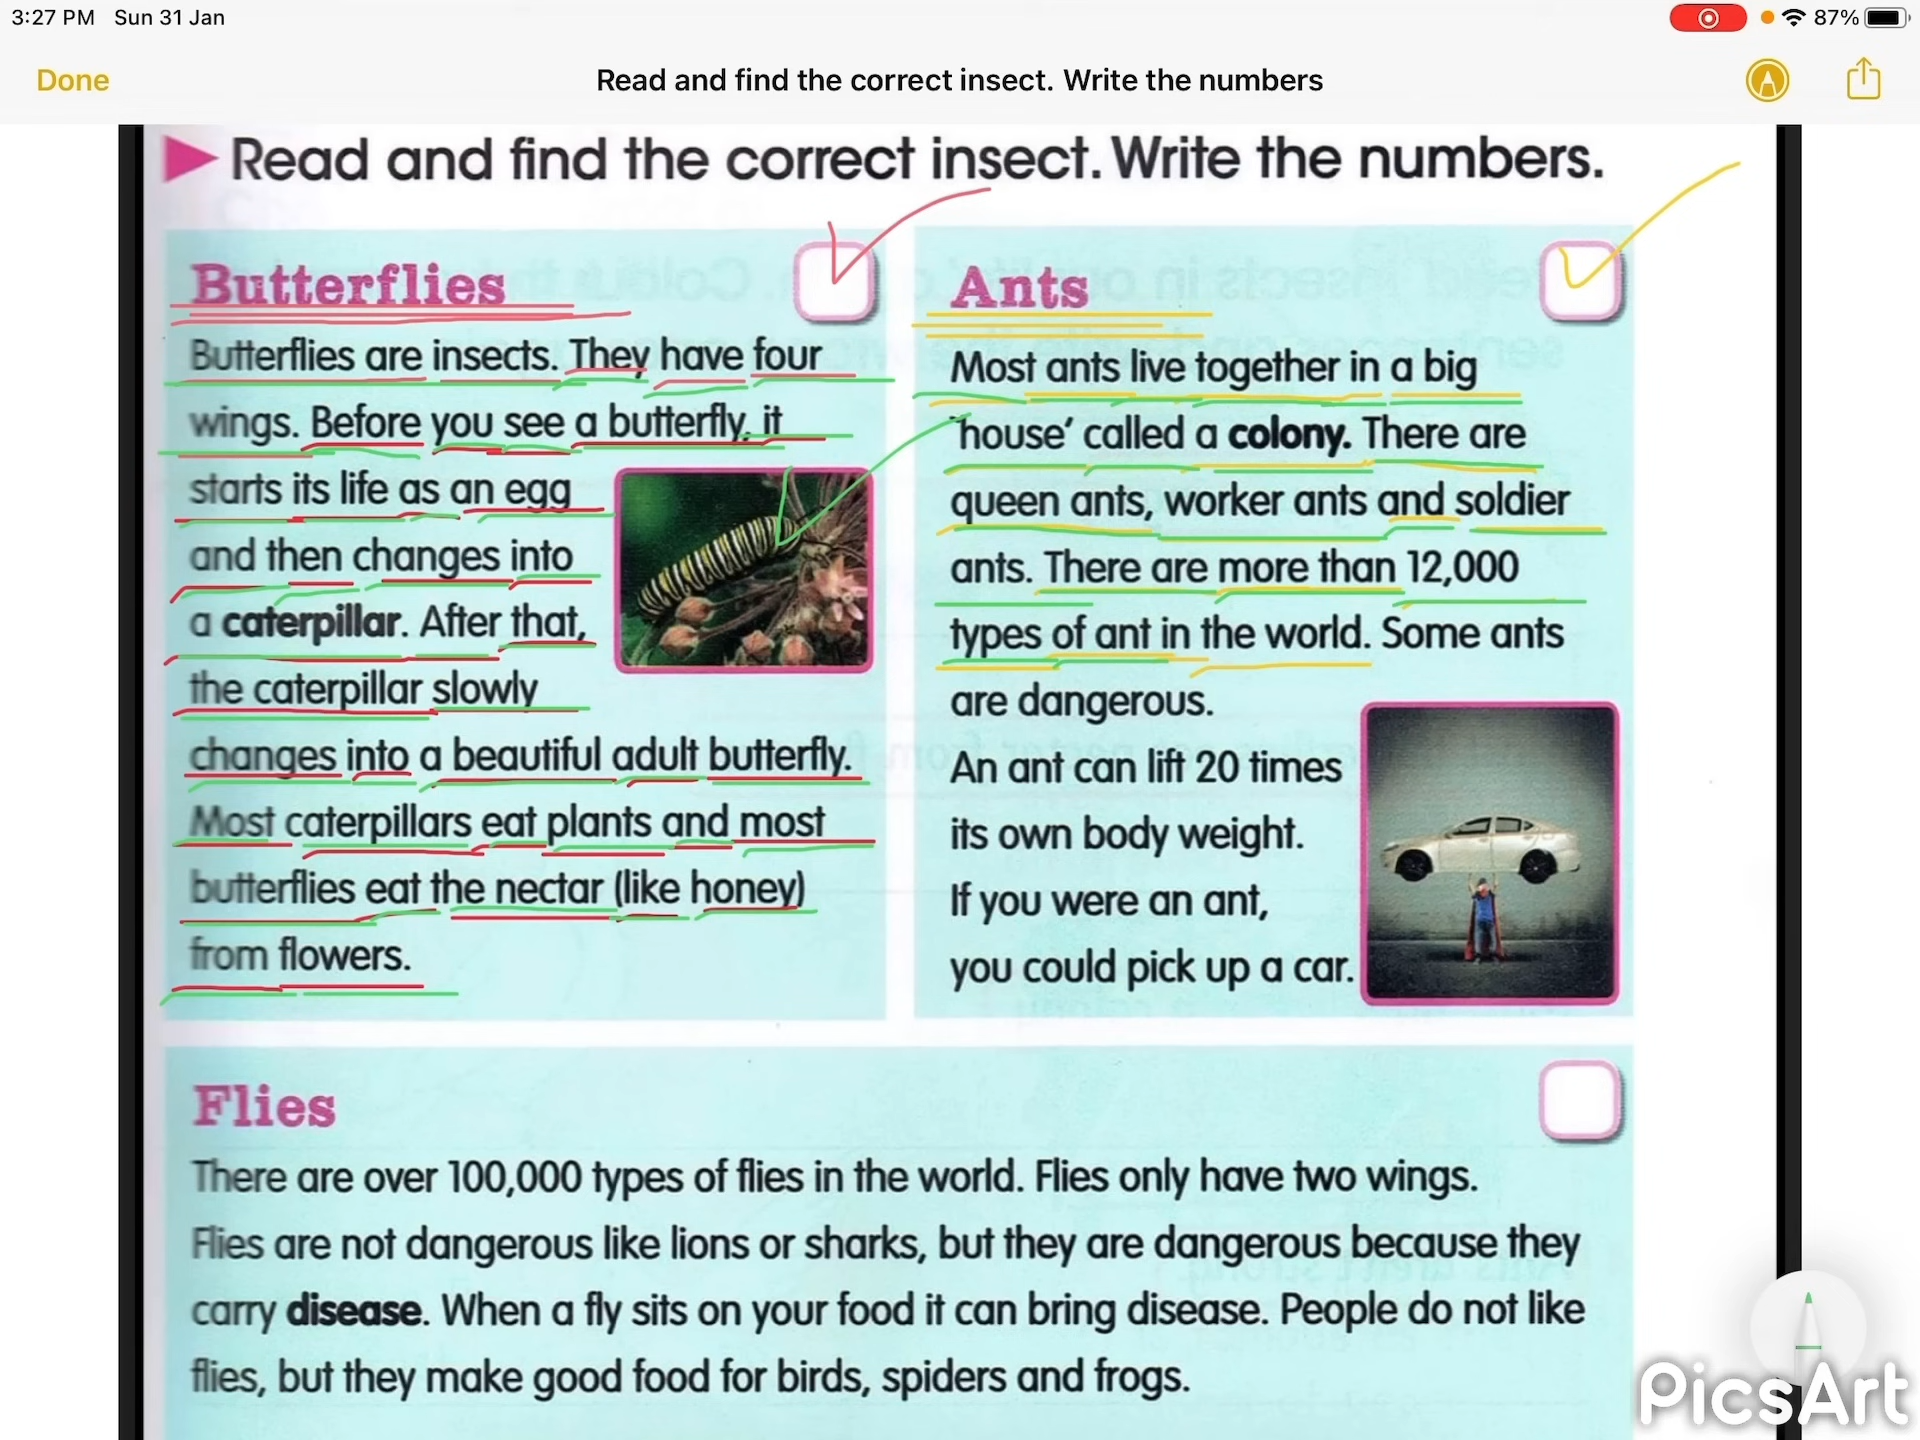 3:27 PM Sun 31 Jan
87%
Done
Read and find the correct insect. Write the numbers
Read and find the correct insect. Write the numbers.
Butterflies
Butterflies are insects. They have four
wings. Before you see a butterfly, it
starts its life as an egg
and then changes into
a caterpillar. After that,
the caterpillar slowly
changes into a beautiful adult butterfly.
Most caterpillars eat plants and most
butterflies eat the nectar (like honey)
from flowers.
Ants
Most ants live together in a big
‘house’ called a colony. There are
queen ants, worker ants and soldier
ants. There are more than 12,000
types of ant in the world. Some ants
are dangerous.
An ant can lift 20 times
its own body weight.
If you were an ant,
you could pick up a car.
Flies
There are over 100,000 types of flies in the world. Flies only have two wings.
Flies are not dangerous like lions or sharks, but they are dangerous because they
carry disease. When a fly sits on your food it can bring disease. People do not like
flies, but they make good food for birds, spiders and frogs.
PicsArt